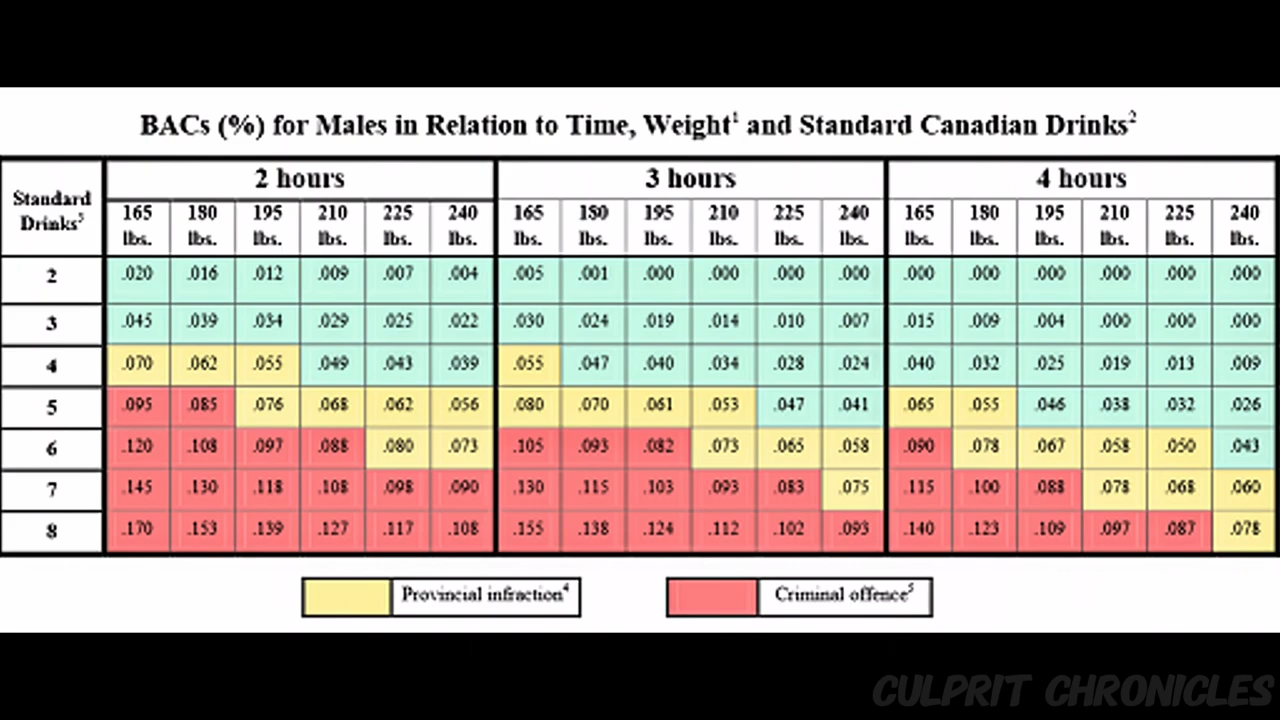 BACs (%) for Males in Relation to Time, Weight¹ and Standard Canadian Drinks²
Standard Drinks³ 2 hours 3 hours 4 hours
165 lbs. 180 lbs. 195 lbs. 210 lbs. 225 lbs. 240 lbs. 165 lbs. 180 lbs. 195 lbs. 210 lbs. 225 lbs. 240 lbs. 165 lbs. 180 lbs. 195 lbs. 210 lbs. 225 lbs. 240 lbs.
2 .020 .016 .012 .009 .007 .004 .005 .001 .000 .000 .000 .000 .000 .000 .000 .000 .000 .000
3 .045 .039 .034 .029 .025 .022 .030 .024 .019 .014 .010 .007 .015 .009 .004 .000 .000 .000
4 .070 .062 .055 .049 .043 .039 .055 .047 .040 .034 .028 .024 .040 .032 .025 .019 .013 .009
5 .095 .085 .076 .068 .062 .056 .080 .070 .061 .053 .047 .041 .065 .055 .046 .038 .032 .026
6 .120 .108 .097 .088 .080 .073 .105 .093 .082 .073 .065 .058 .090 .078 .067 .058 .050 .043
7 .145 .130 .118 .108 .098 .090 .130 .115 .103 .093 .083 .075 .115 .100 .088 .078 .068 .060
8 .170 .153 .139 .127 .117 .108 .155 .138 .124 .112 .102 .093 .140 .123 .109 .097 .087 .078
Provincial infraction⁴ Criminal offence⁵
CULPRIT CHRONICLES